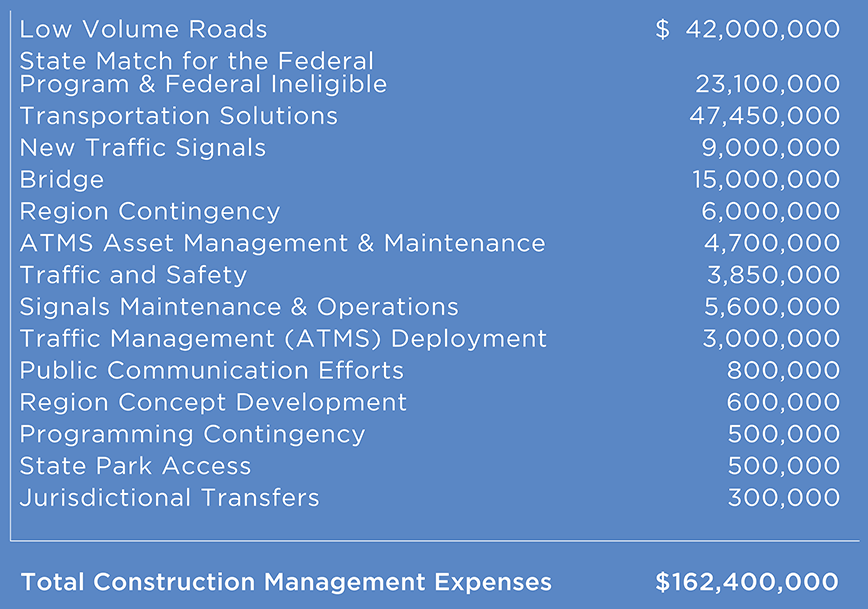 Low Volume Roads $ 42,000,000
State Match for the Federal
Program & Federal Ineligible 23,100,000
Transportation Solutions 47,450,000
New Traffic Signals 9,000,000
Bridge 15,000,000
Region Contingency 6,000,000
ATMS Asset Management & Maintenance 4,700,000
Traffic and Safety 3,850,000
Signals Maintenance & Operations 5,600,000
Traffic Management (ATMS) Deployment 3,000,000
Public Communication Efforts 800,000
Region Concept Development 600,000
Programming Contingency 500,000
State Park Access 500,000
Jurisdictional Transfers 300,000
Total Construction Management Expenses $162,400,000